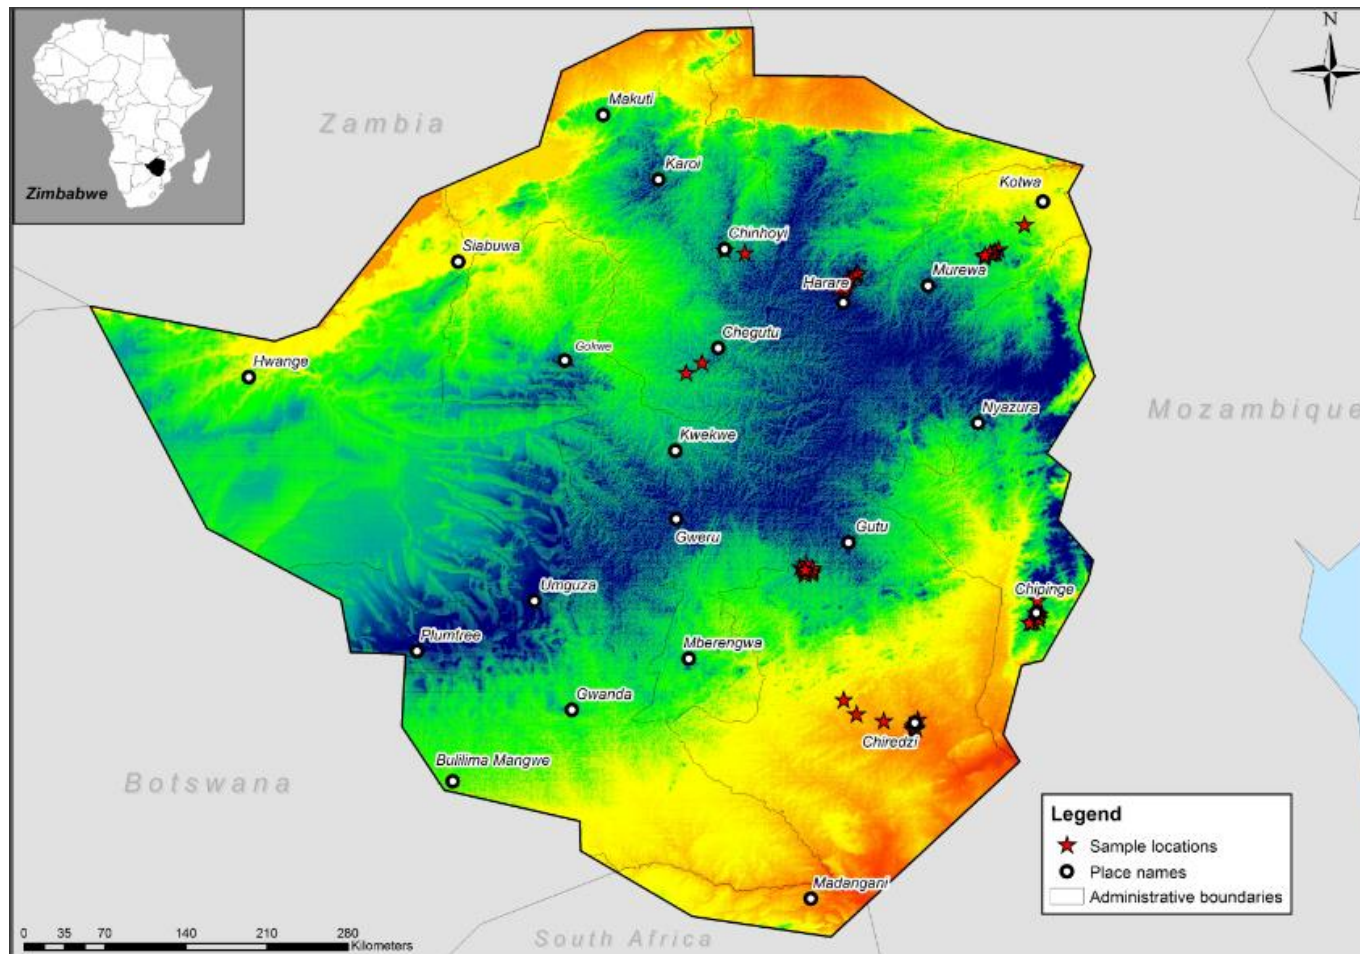 N
Zambia
Makuti
Karoi
Kotwa
Zimbabwe
Chinhoyi
Siabuwa
Murewa
Harare
Chegutu
Gokwe
Hwange
Mozambique
Nyazura
Kwekwe
Gutu
Gweru
Umguza
Chipinge
Plumtree
Mberengwa
Gwanda
Chiredzi
Bulilima Mangwe
Botswana
Legend
Sample locations
Place names
Administrative boundaries
Madangani
0 35 70 140 210 280
Kilometers
South Africa